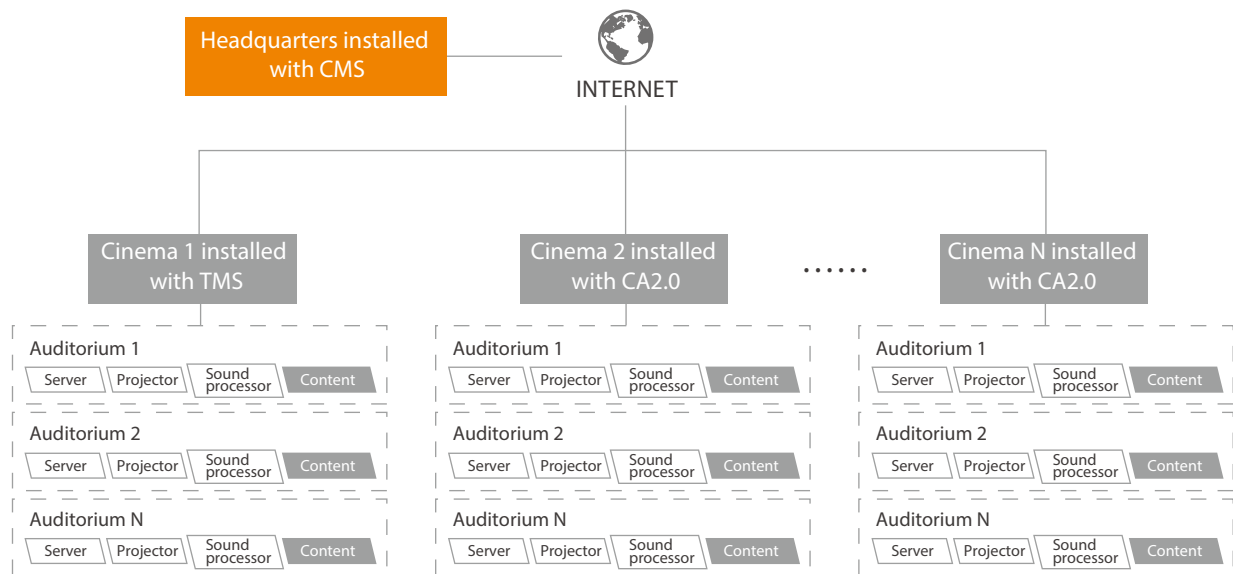 Headquarters installed
with CMS
INTERNET
Cinema 1 installed
with TMS
Cinema 2 installed
with CA2.0
......
Cinema N installed
with CA2.0
Auditorium 1
Server
Projector
Sound
processor
Content
Auditorium 2
Server
Projector
Sound
processor
Content
Auditorium N
Server
Projector
Sound
processor
Content
Auditorium 1
Server
Projector
Sound
processor
Content
Auditorium 2
Server
Projector
Sound
processor
Content
Auditorium N
Server
Projector
Sound
processor
Content
Auditorium 1
Server
Projector
Sound
processor
Content
Auditorium 2
Server
Projector
Sound
processor
Content
Auditorium N
Server
Projector
Sound
processor
Content